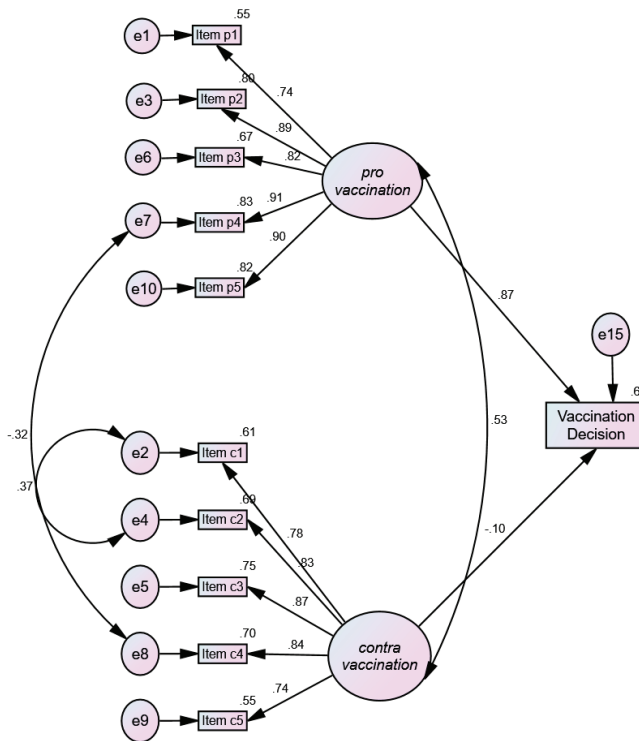 .55
e1
Item p1
.74
.80
e3
Item p2
.89
.67
e6
Item p3
.82
pro
vaccination
.83
.91
e7
Item p4
.90
.82
e10
Item p5
.87
e15
.53
Vaccination
Decision
-.32
.61
e2
Item c1
.37
.69
e4
Item c2
.78
.83
-.10
.75
e5
Item c3
.87
.70
e8
Item c4
.84
contra
vaccination
.74
.55
e9
Item c5